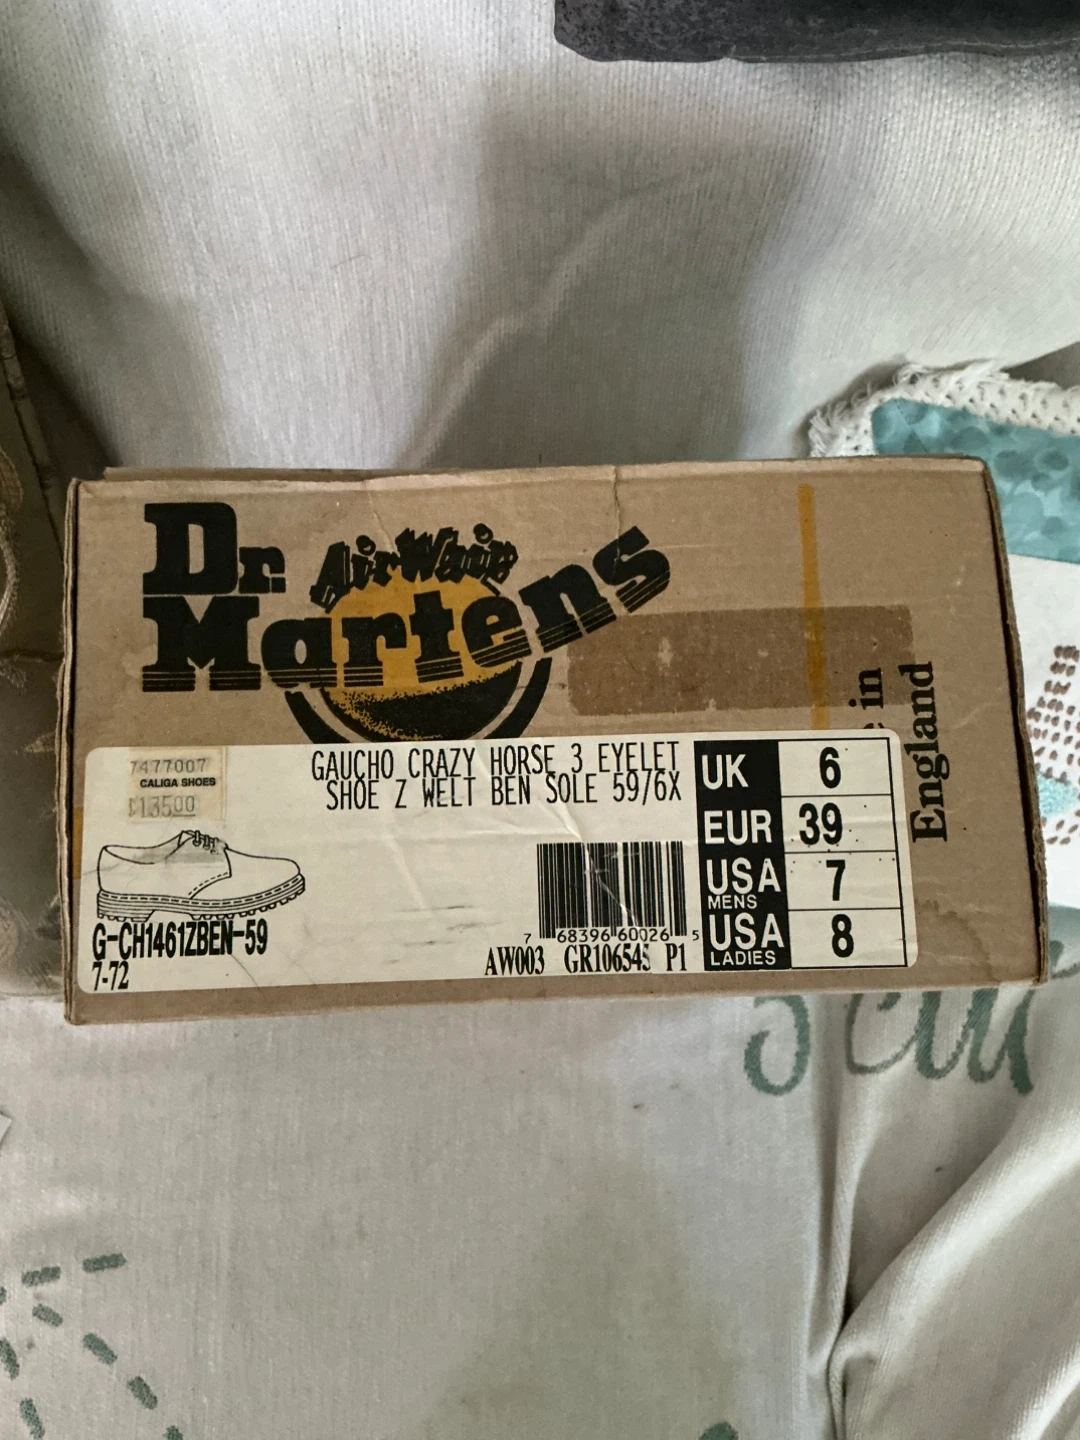 Dr.
AirWair
Martens
in
England
7477007
CALIGA SHOES
$135.00
GAUCHO CRAZY HORSE 3 EYELET
SHOE Z WELT BEN SOLE 59/6X
G-CH1461ZBEN-59
7-72
7 68396 60026 5
AW003 GR106545 P1
UK 6
EUR 39
USA MENS 7
USA LADIES 8